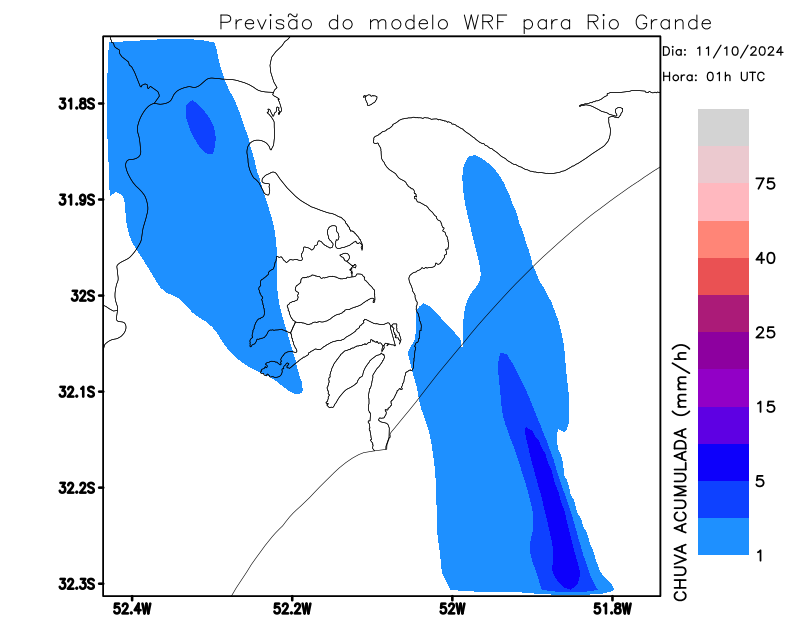 Previsão do modelo WRF para Rio Grande
Dia: 11/10/2024
Hora: 01h UTC
31.8S
31.9S
32S
32.1S
32.2S
32.3S
52.4W
52.2W
52W
51.8W
75
40
25
15
5
1
CHUVA ACUMULADA (mm/h)